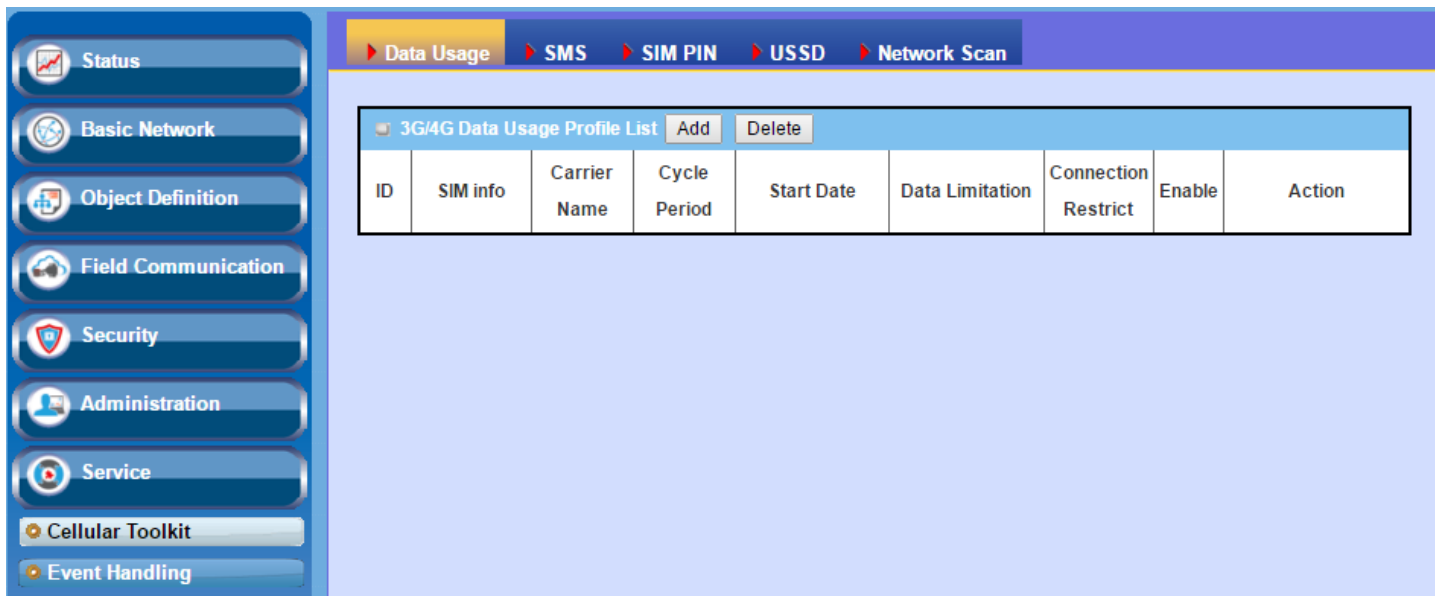 Status
Basic Network
Object Definition
Field Communication
Security
Administration
Service
Cellular Toolkit
Event Handling
Data Usage SMS SIM PIN USSD Network Scan
3G/4G Data Usage Profile List Add Delete
ID SIM info Carrier Name Cycle Period Start Date Data Limitation Connection Restrict Enable Action